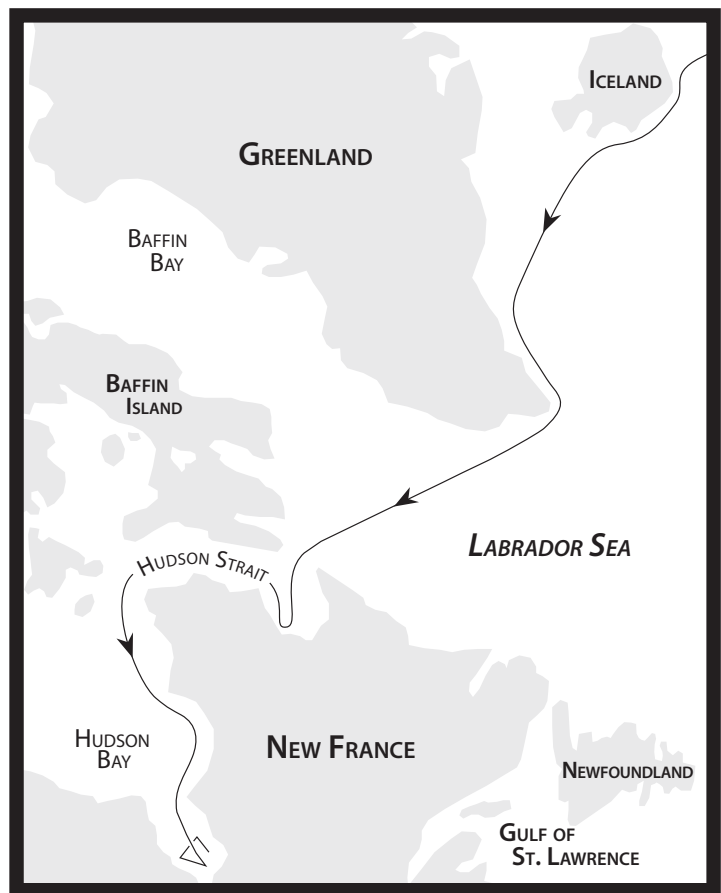 Iceland
Greenland
Baffin
Bay
Baffin
Island
Labrador Sea
Hudson Strait
Hudson
Bay
New France
Newfoundland
Gulf of
St. Lawrence